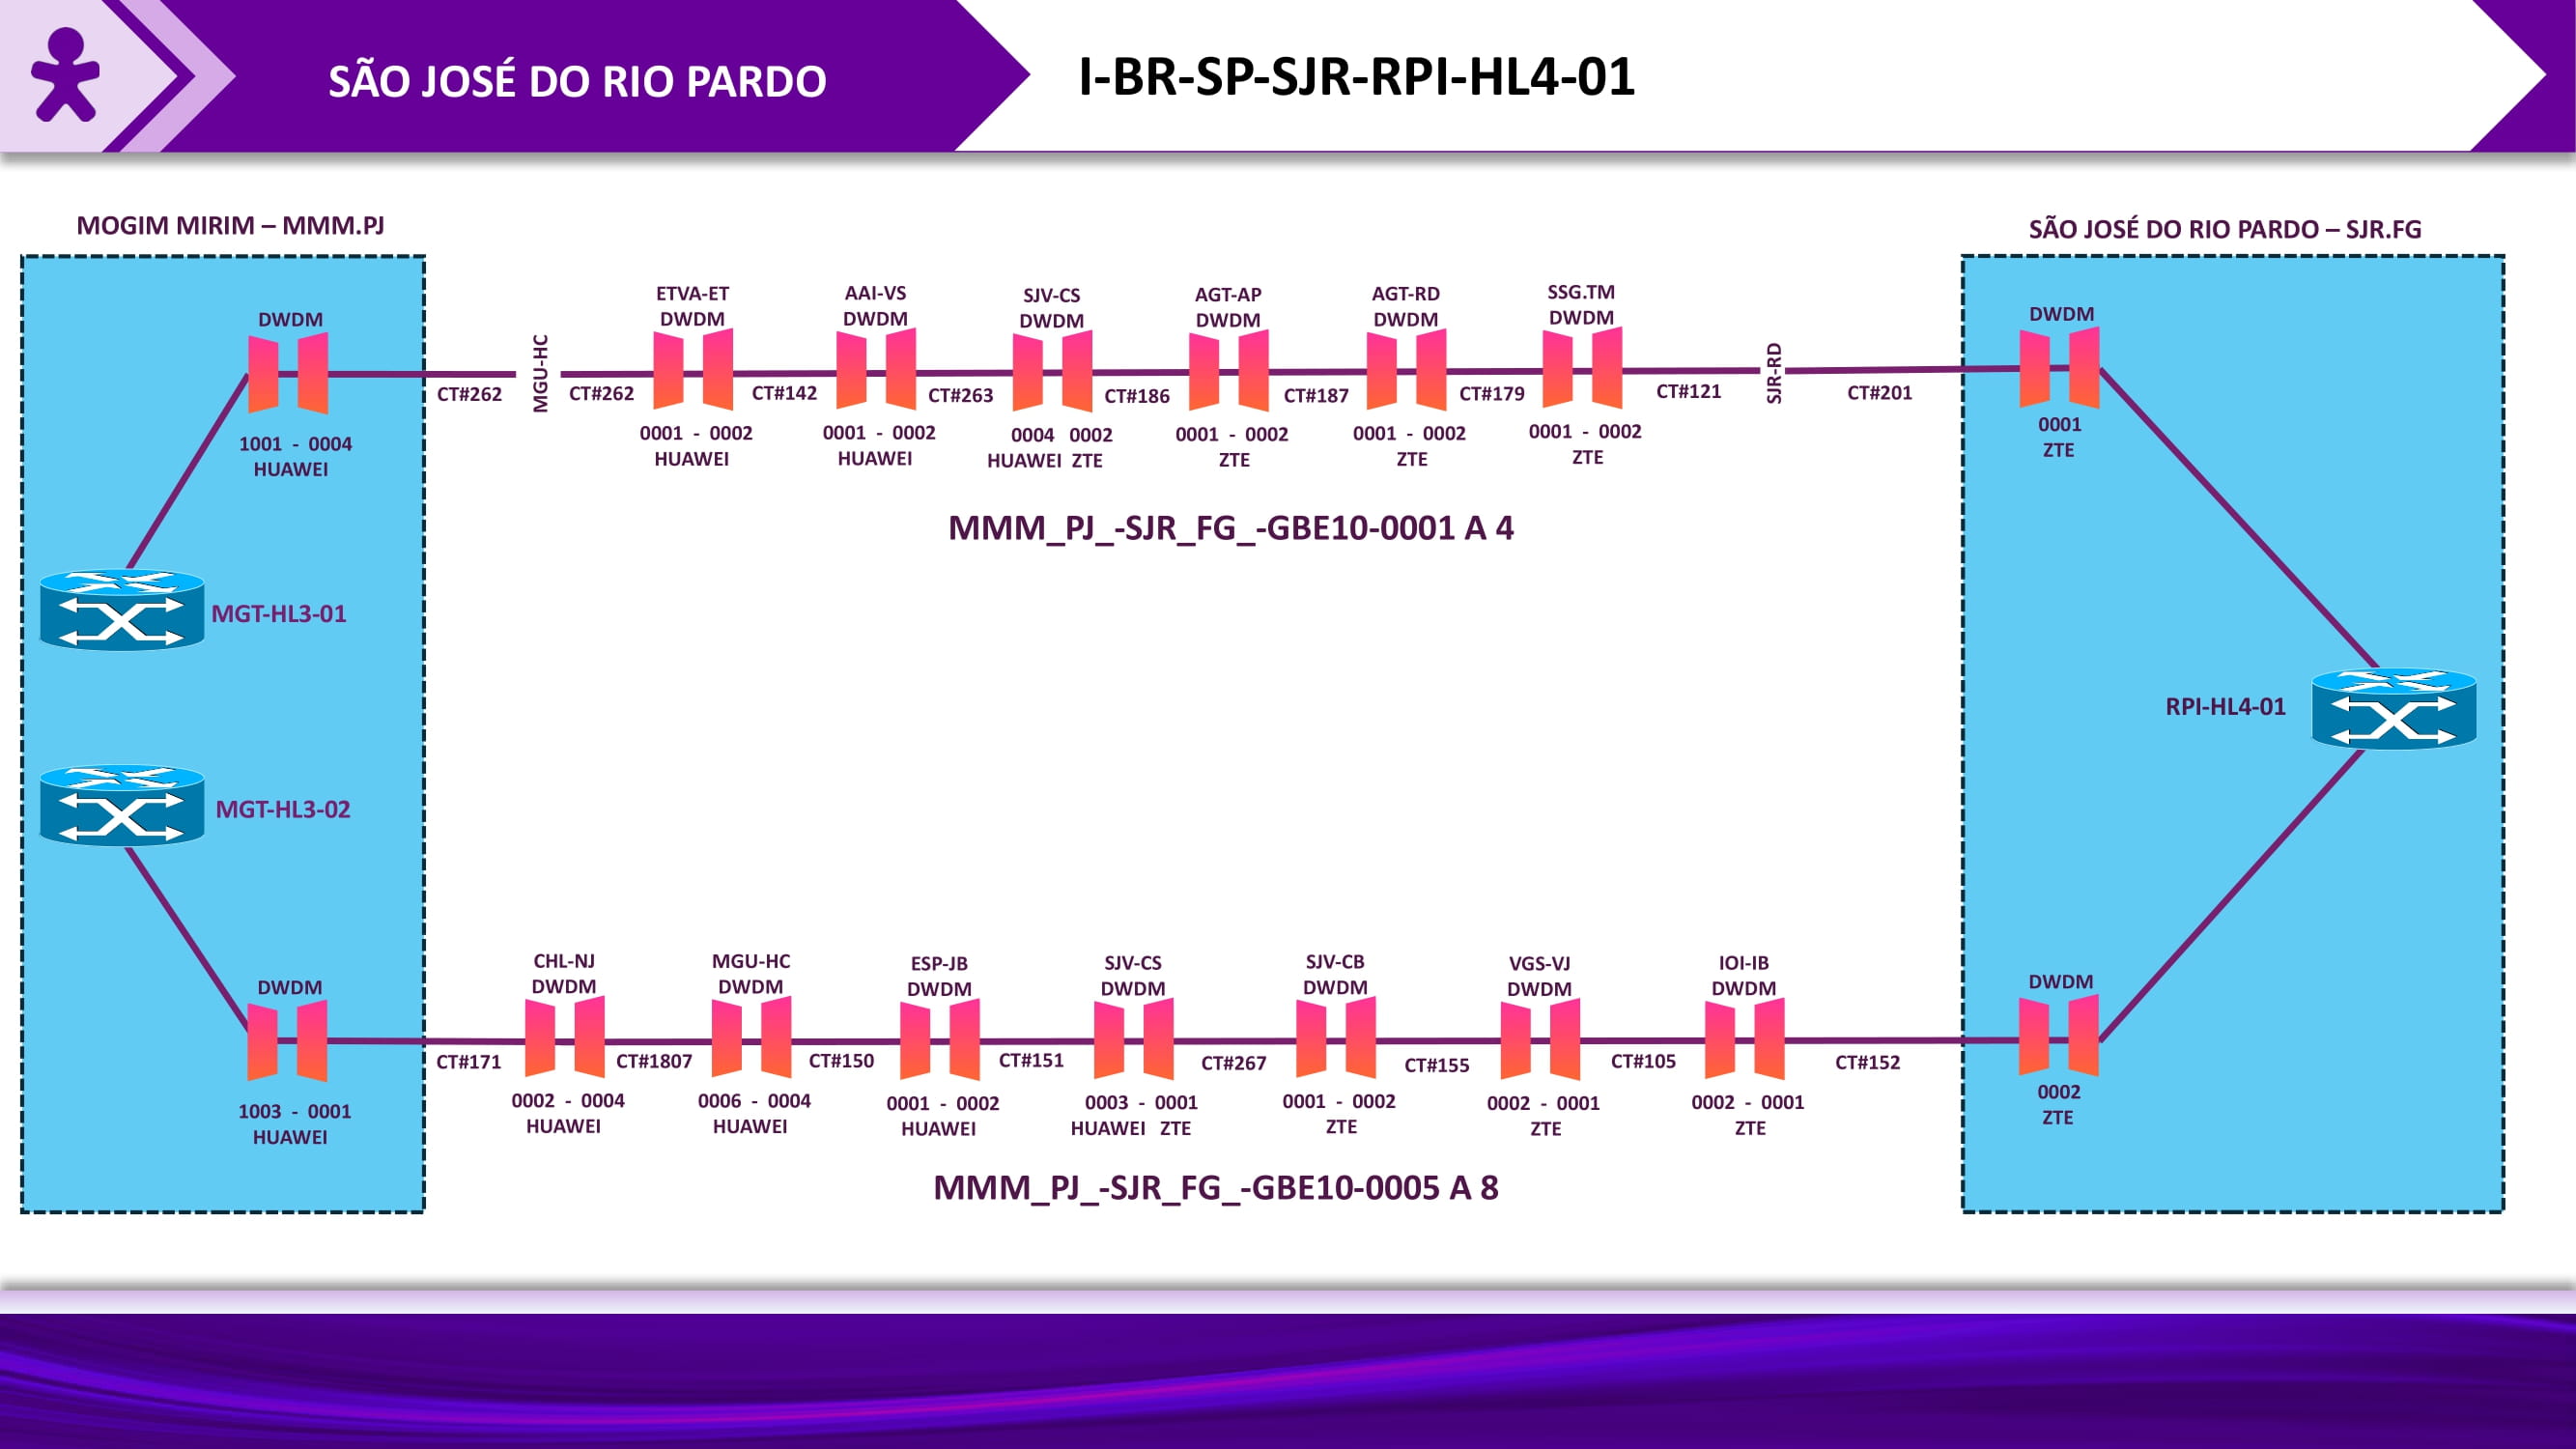 SÃO JOSÉ DO RIO PARDO
I-BR-SP-SJR-RPI-HL4-01
MOGIM MIRIM – MMM.PJ
SÃO JOSÉ DO RIO PARDO – SJR.FG
DWDM
1001 - 0004
HUAWEI
CT#262
MGU-HC
CT#262
ETVA-ET
DWDM
0001 - 0002
HUAWEI
CT#142
AAI-VS
DWDM
0001 - 0002
HUAWEI
CT#263
SJV-CS
DWDM
0004 0002
HUAWEI ZTE
CT#186
AGT-AP
DWDM
0001 - 0002
ZTE
CT#187
AGT-RD
DWDM
0001 - 0002
ZTE
CT#179
SSG.TM
DWDM
0001 - 0002
ZTE
CT#121
SJR-RD
CT#201
DWDM
0001
ZTE
MMM_PJ_-SJR_FG_-GBE10-0001 A 4
MGT-HL3-01
RPI-HL4-01
MGT-HL3-02
DWDM
1003 - 0001
HUAWEI
CT#171
CHL-NJ
DWDM
0002 - 0004
HUAWEI
CT#1807
MGU-HC
DWDM
0006 - 0004
HUAWEI
CT#150
ESP-JB
DWDM
0001 - 0002
HUAWEI
CT#151
SJV-CS
DWDM
0003 - 0001
HUAWEI ZTE
CT#267
SJV-CB
DWDM
0001 - 0002
ZTE
CT#155
VGS-VJ
DWDM
0002 - 0001
ZTE
CT#105
IOI-IB
DWDM
0002 - 0001
ZTE
CT#152
DWDM
0002
ZTE
MMM_PJ_-SJR_FG_-GBE10-0005 A 8